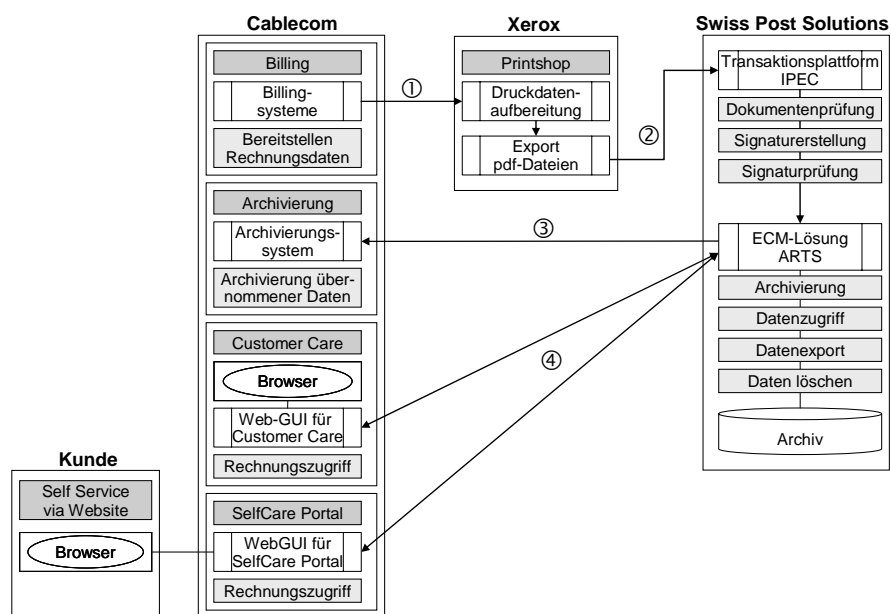 Cablecom
Billing
Billing-
systeme
Bereitstellen
Rechnungsdaten
Archivierung
Archivierungs-
system
Archivierung über-
nommener Daten
Customer Care
Browser
Web-GUI für
Customer Care
Rechnungszugriff
SelfCare Portal
WebGUI für
SelfCare Portal
Rechnungszugriff
Kunde
Self Service
via Website
Browser
①
Xerox
Printshop
Druckdaten-
aufbereitung
Export
pdf-Dateien
②
③
④
Swiss Post Solutions
Transaktionsplattform
IPEC
Dokumentenprüfung
Signaturerstellung
Signaturprüfung
ECM-Lösung
ARTS
Archivierung
Datenzugriff
Datenexport
Daten löschen
Archiv